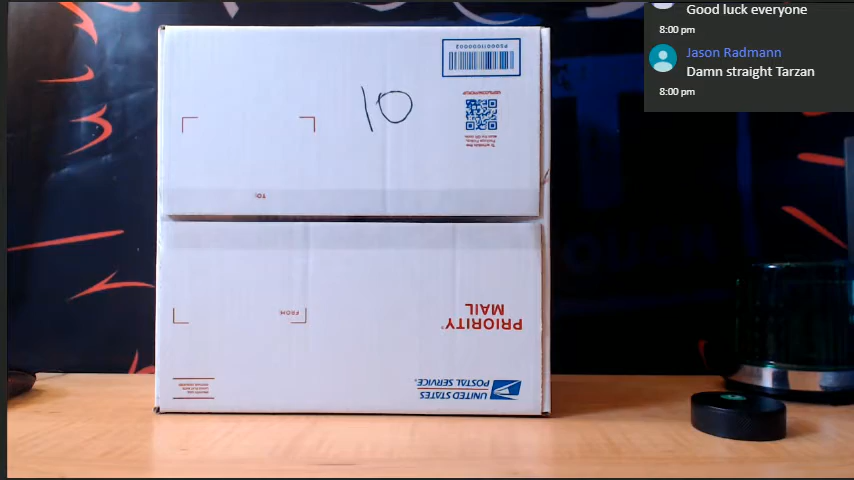 Good luck everyone
8:00 pm
Jason Radmann
Damn straight Tarzan
8:00 pm
10
TO:
FROM:
PRIORITY
MAIL
UNITED STATES
POSTAL SERVICE